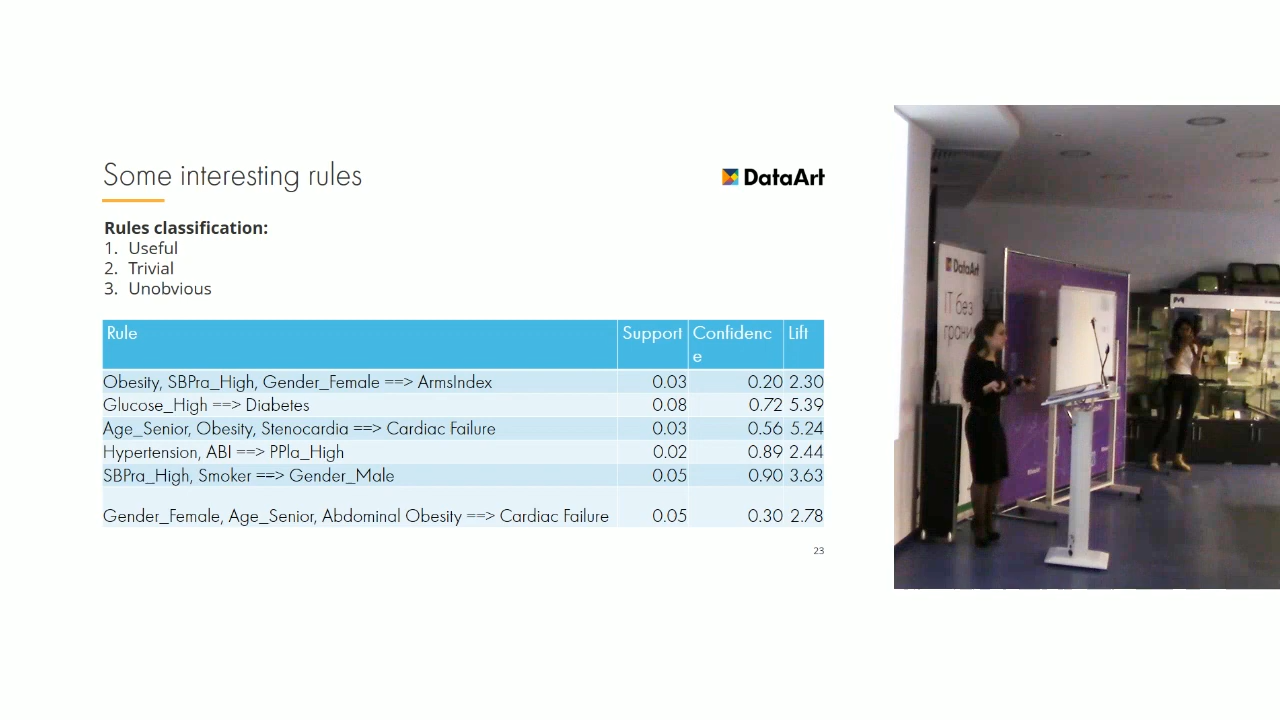 Some interesting rules
DataArt
Rules classification:
1. Useful
2. Trivial
3. Unobvious
Rule Support Confidenc
e Lift
Obesity, SBPra_High, Gender_Female ==> ArmsIndex 0.03 0.20 2.30
Glucose_High ==> Diabetes 0.08 0.72 5.39
Age_Senior, Obesity, Stenocardia ==> Cardiac Failure 0.03 0.56 5.24
Hypertension, ABI ==> PPla_High 0.02 0.89 2.44
SBPra_High, Smoker ==> Gender_Male 0.05 0.90 3.63
Gender_Female, Age_Senior, Abdominal Obesity ==> Cardiac Failure 0.05 0.30 2.78
23
DataArt
IT без